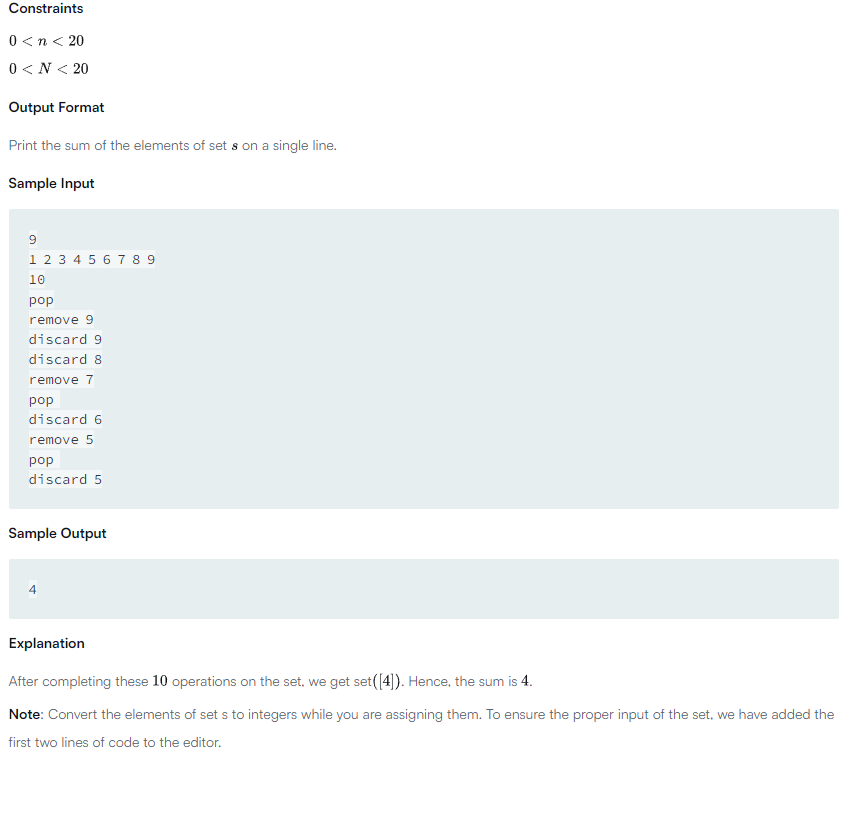 Constraints
0 < n < 20
0 < N < 20
Output Format
Print the sum of the elements of set s on a single line.
Sample Input
9
1 2 3 4 5 6 7 8 9
10
pop
remove 9
discard 9
discard 8
remove 7
pop
discard 6
remove 5
pop
discard 5
Sample Output
4
Explanation
After completing these 10 operations on the set, we get set([4]). Hence, the sum is 4.
Note: Convert the elements of set s to integers while you are assigning them. To ensure the proper input of the set, we have added the
first two lines of code to the editor.